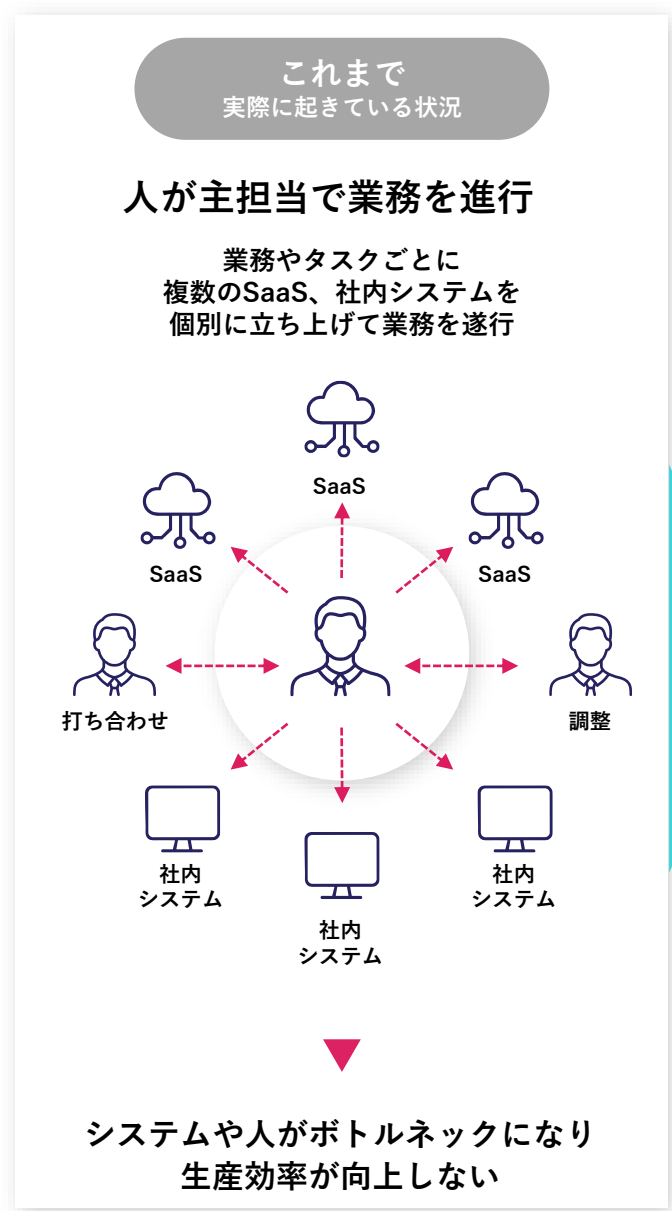 これまで
実際に起きている状況
人が主担当で業務を進行
業務やタスクごとに
複数のSaaS、社内システムを
個別に立ち上げて業務を遂行
SaaS
SaaS
SaaS
打ち合わせ
調整
社内
システム
社内
システム
社内
システム
システムや人がボトルネックになり
生産効率が向上しない